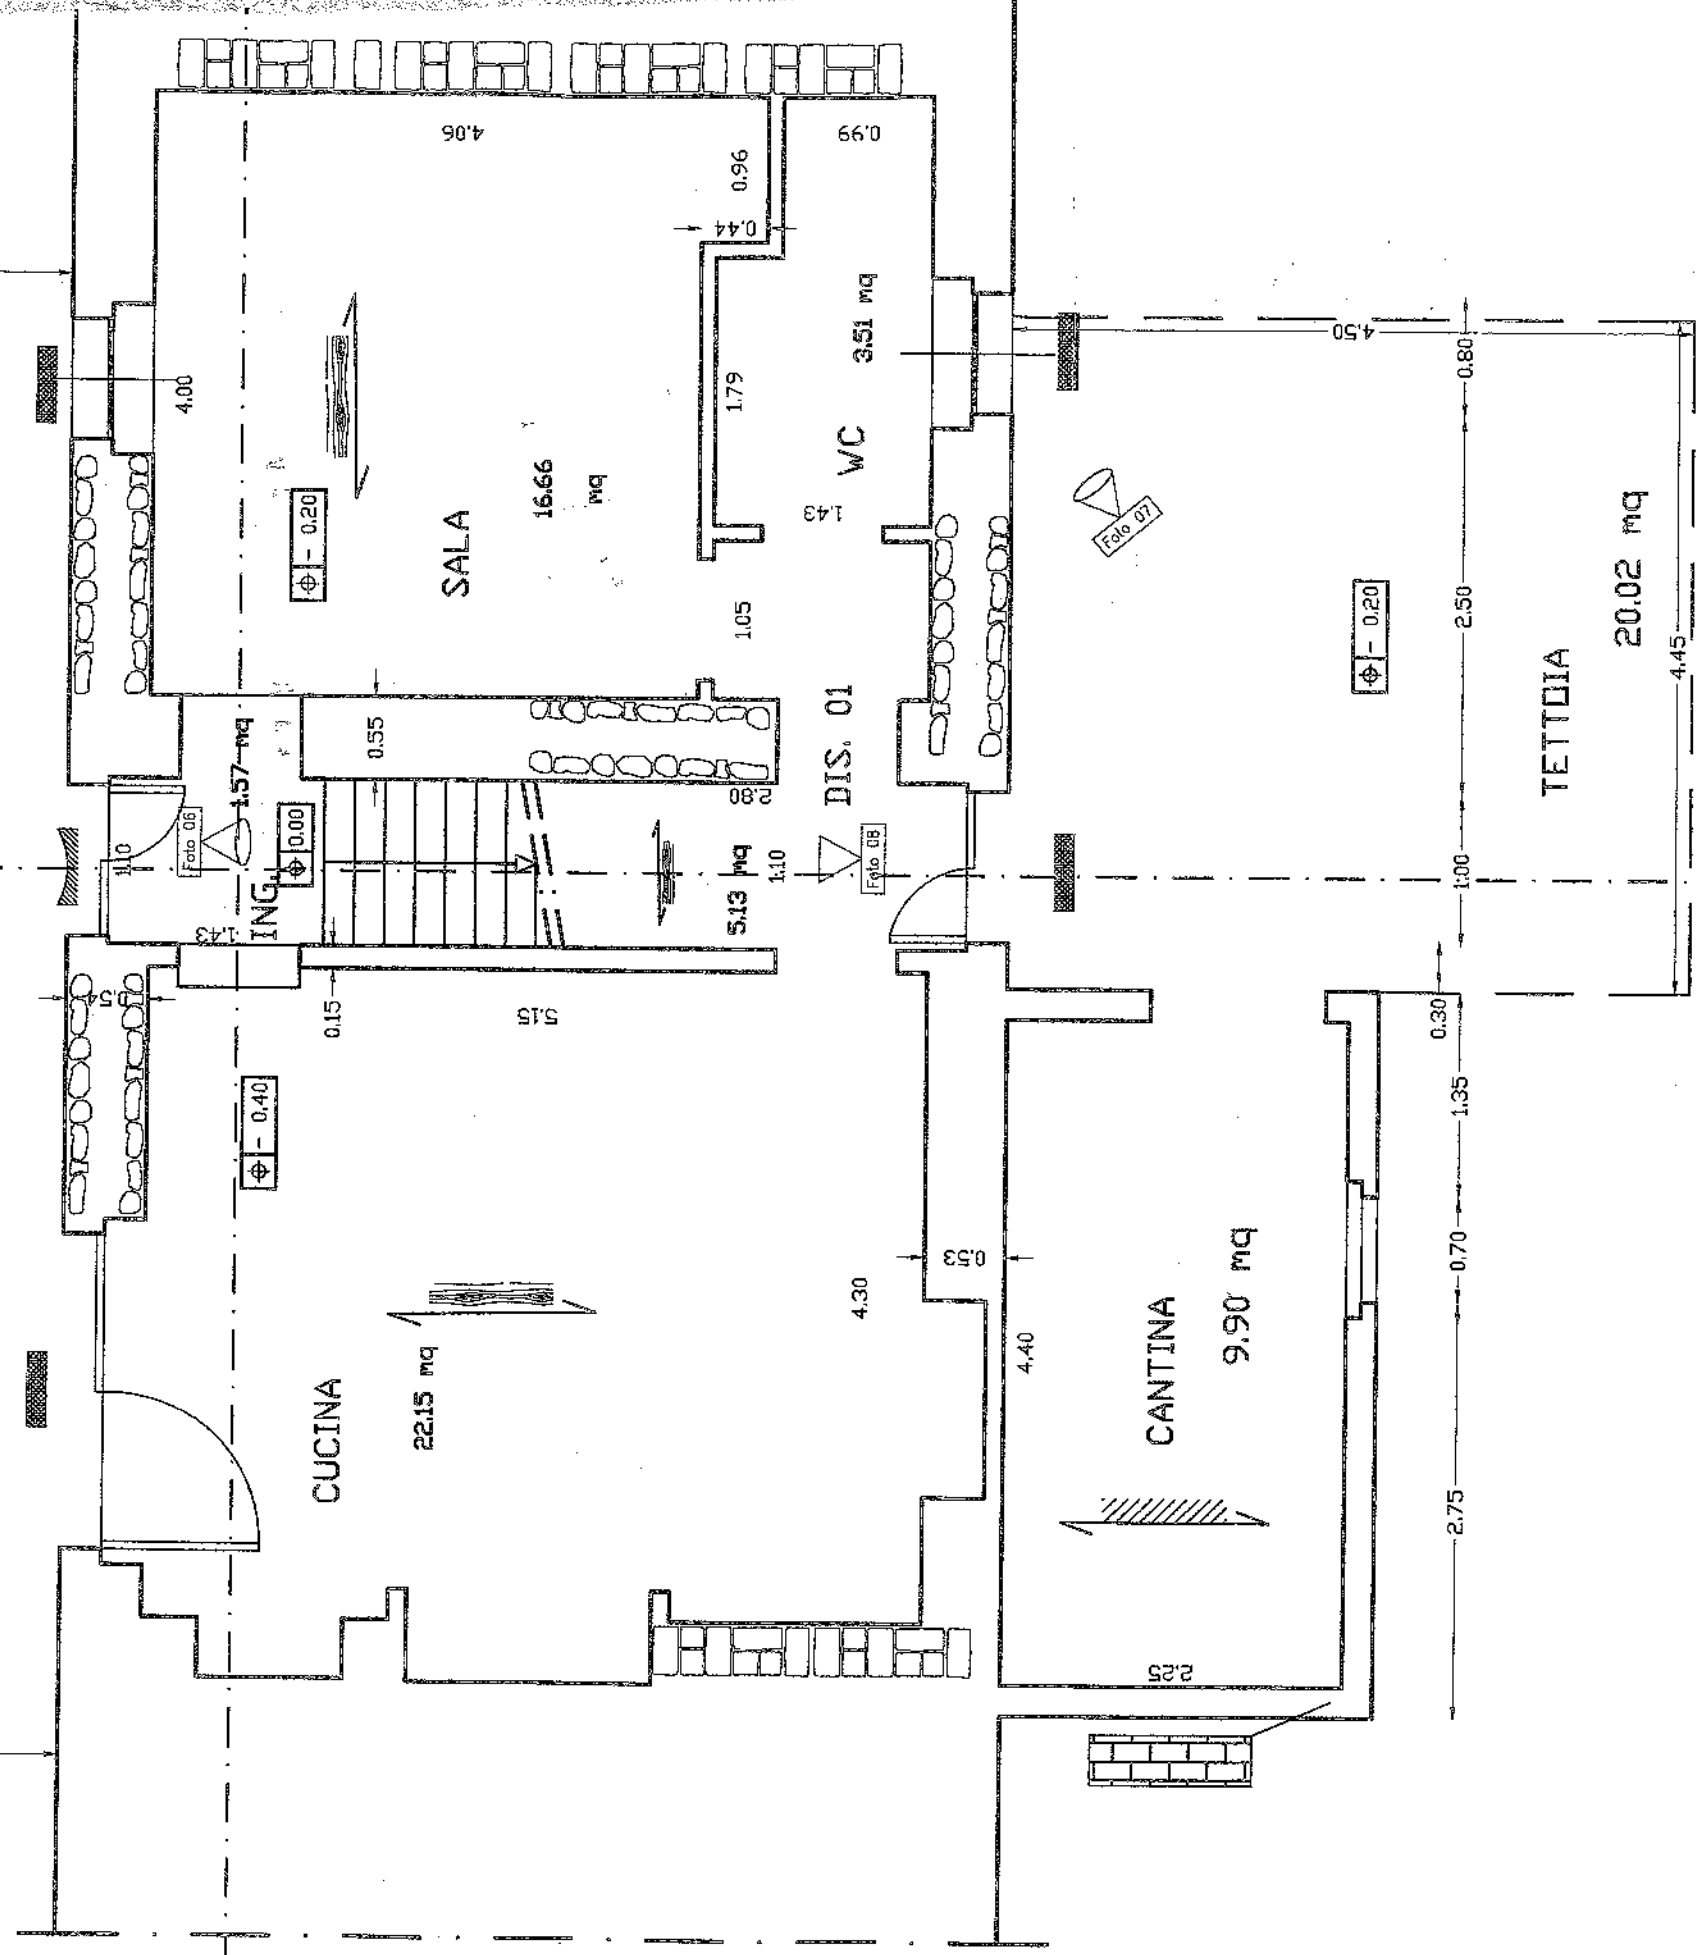 4.06
0.99
0.96
0.44
4.00
3.51 mq
1.79
4.50
0.80
- 0.20
SALA
16.66
mq
WC
1.43
Foto 07
1.05
2.50
- 0.20
20.02 mq
TETTOIA
4.45
0.55
1.57 mq
DIS. 01
2.80
Foto 06
1.10
0.00
ING.
1.43
5.13 mq
1.10
Foto 08
1.00
0.54
0.15
5.15
0.30
- 0.40
1.35
0.53
4.30
4.40
0.70
CUCINA
22.15 mq
CANTINA
9.90 mq
2.75
2.25